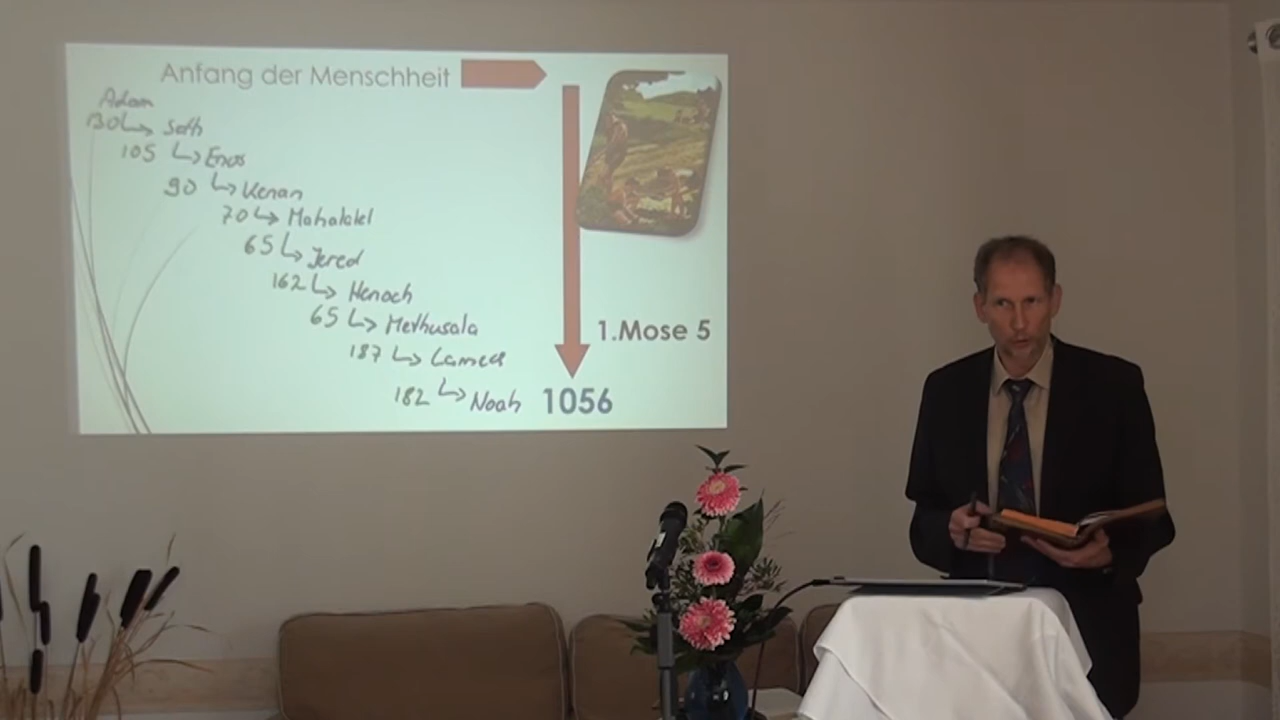 Anfang der Menschheit
Adam
130 Seth
105 Enos
90 Kenan
70 Mahalalel
65 Jered
162 Henoch
65 Methusala
1.Mose 5
187 Lamech
182 Noah 1056